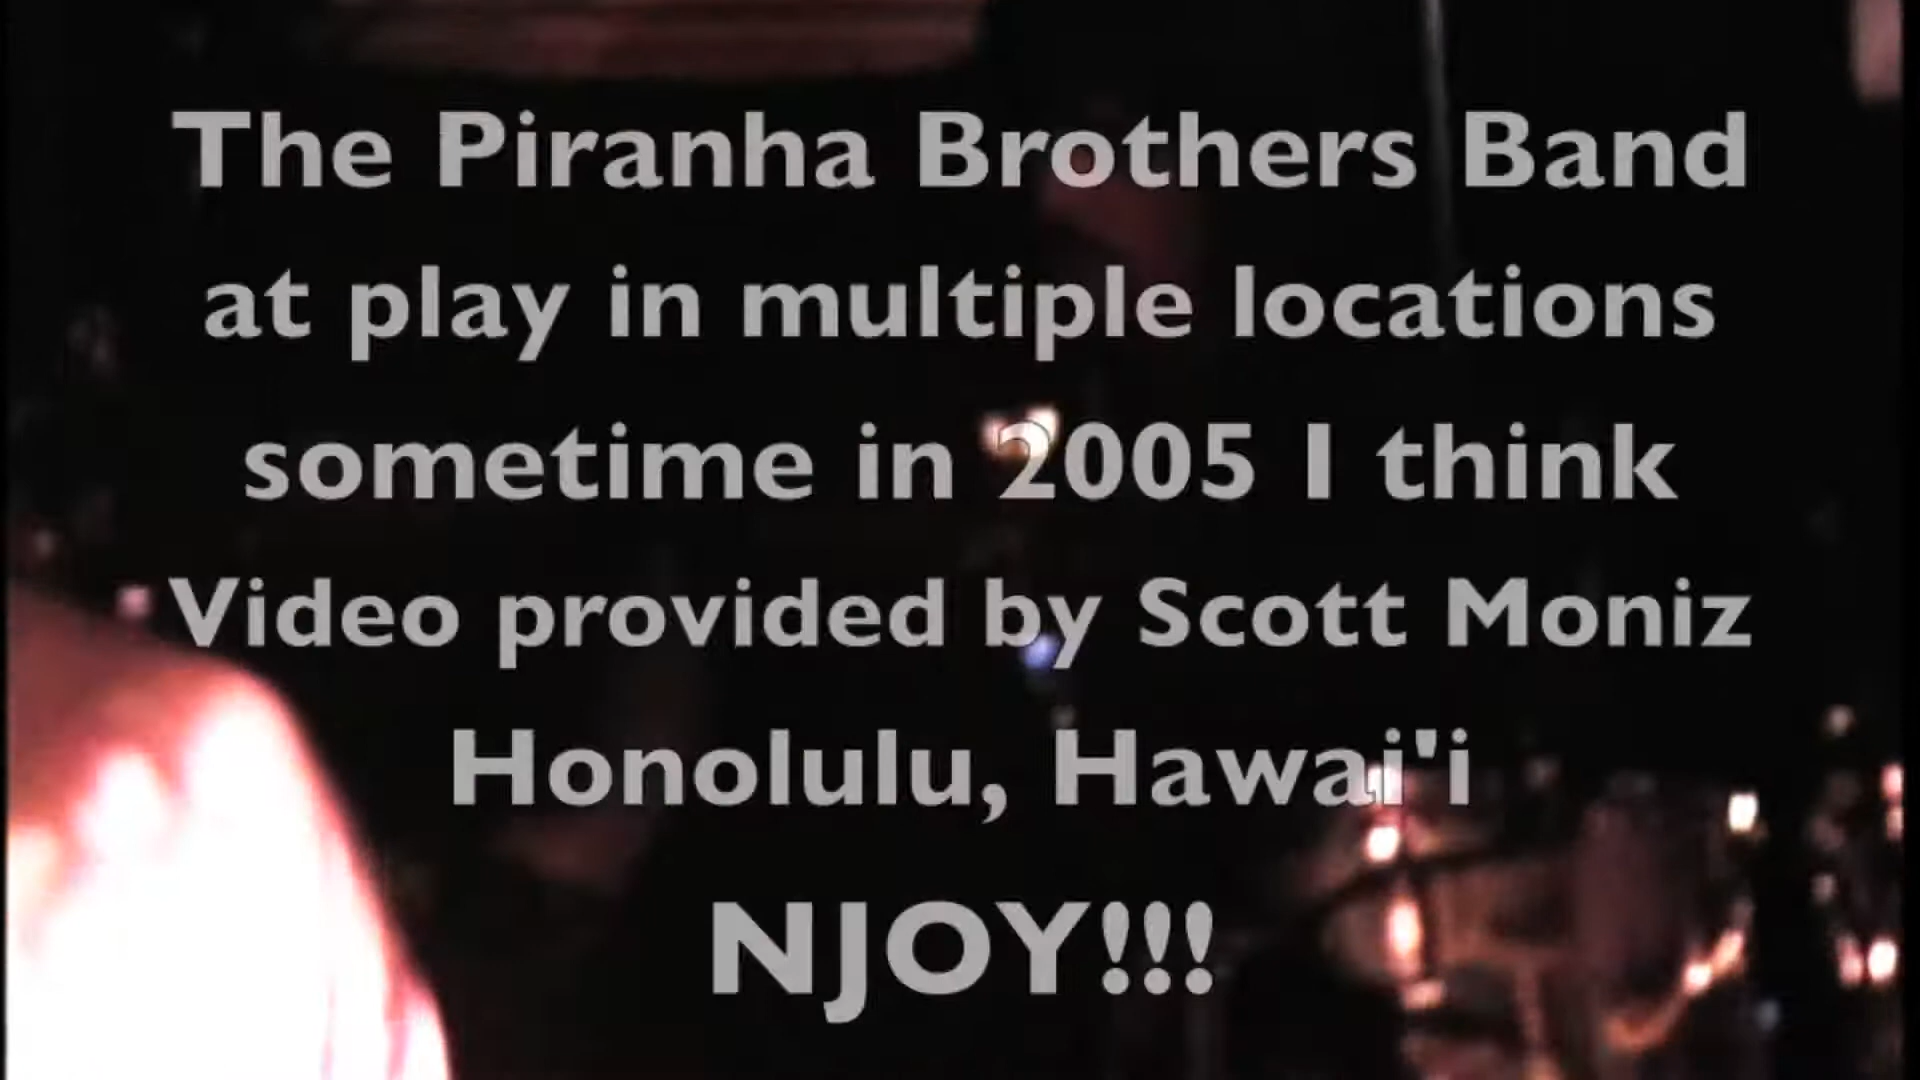 The Piranha Brothers Band
at play in multiple locations
sometime in 2005 I think
Video provided by Scott Moniz
Honolulu, Hawai'i
NJOY!!!